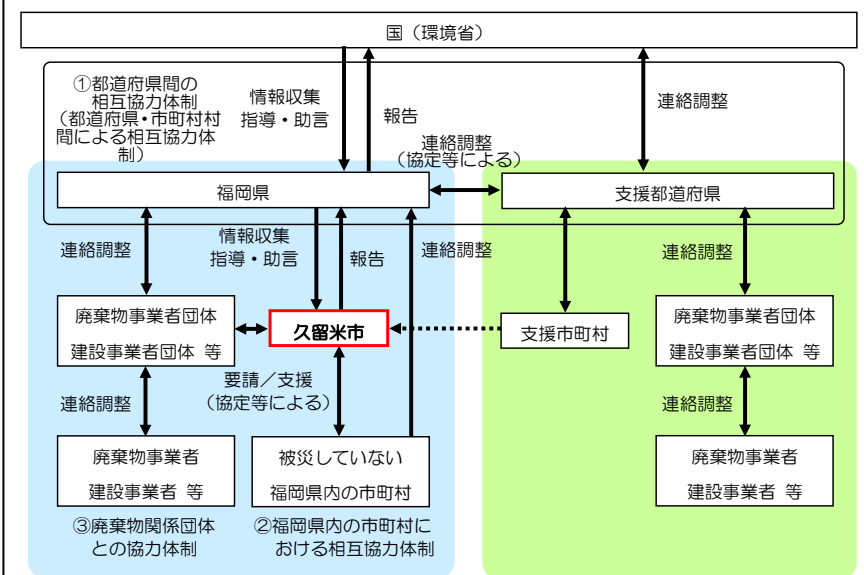 国（環境省）
①都道府県間の
相互協力体制
（都道府県・市町村村
間による相互協力体
制）
情報収集
指導・助言
報告
連絡調整
（協定等による）
連絡調整
福岡県
支援都道府県
連絡調整
情報収集
指導・助言
報告
連絡調整
連絡調整
廃棄物事業者団体
建設事業者団体 等
久留米市
支援市町村
廃棄物事業者団体
建設事業者団体 等
連絡調整
要請／支援
（協定等による）
連絡調整
廃棄物事業者
建設事業者 等
被災していない
福岡県内の市町村
廃棄物事業者
建設事業者 等
③廃棄物関係団体
との協力体制
②福岡県内の市町村に
おける相互協力体制